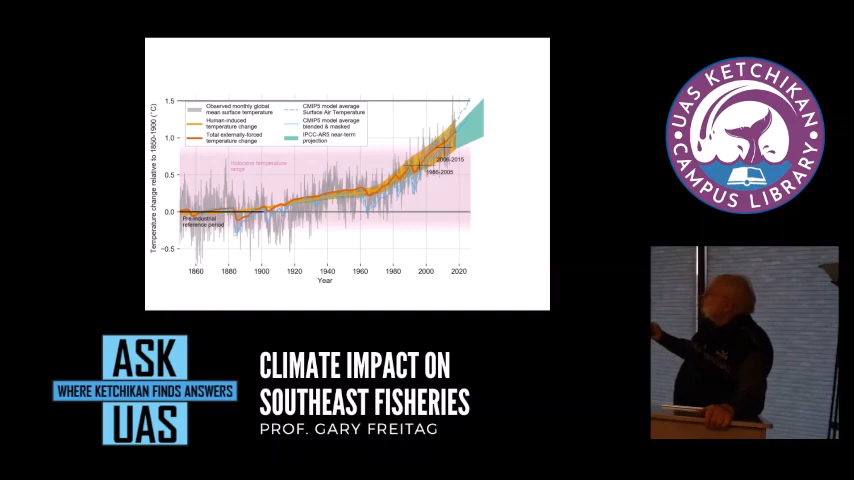 1.5
1.0
0.5
0.0
−0.5
Temperature change relative to 1850-1900 (°C)
Observed monthly global
mean surface temperature
Human-induced
temperature change
Total externally-forced
temperature change
CMIP5 model average
Surface Air Temperature
CMIP5 model average
blended & masked
IPCC-AR5 near-term
projection
Holocene temperature
range
2006-2015
1986-2005
Pre-industrial
reference period
1860 1880 1900 1920 1940 1960 1980 2000 2020
Year
UAS KETCHIKAN
CAMPUS LIBRARY
ASK
WHERE KETCHIKAN FINDS ANSWERS
UAS
CLIMATE IMPACT ON
SOUTHEAST FISHERIES
PROF. GARY FREITAG